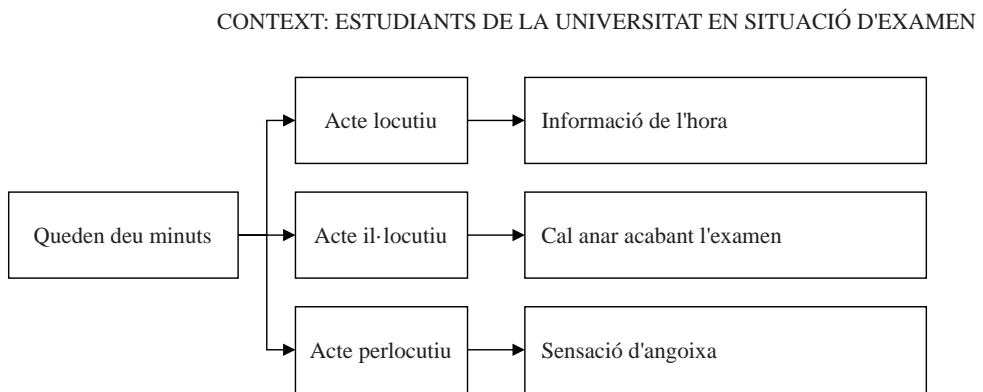 CONTEXT: ESTUDIANTS DE LA UNIVERSITAT EN SITUACIÓ D'EXAMEN
Acte locutiu
Informació de l'hora
Queden deu minuts
Acte il·locutiu
Cal anar acabant l'examen
Acte perlocutiu
Sensació d'angoixa